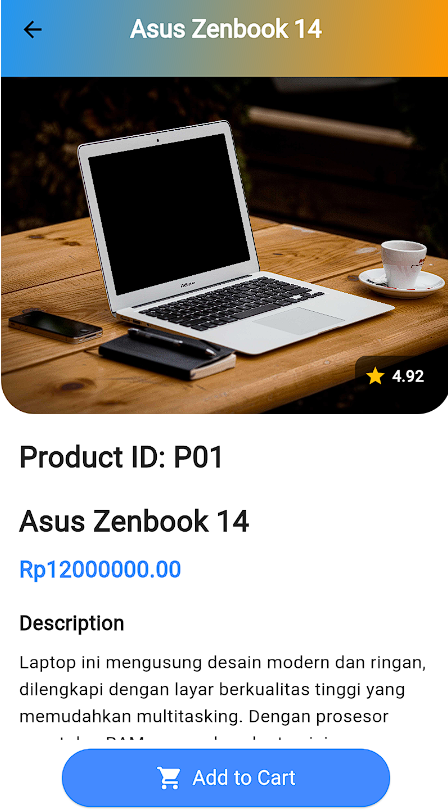 Asus Zenbook 14
4.92
Product ID: P01
Asus Zenbook 14
Rp12000000.00
Description
Laptop ini mengusung desain modern dan ringan,
dilengkapi dengan layar berkualitas tinggi yang
memudahkan multitasking. Dengan prosesor
Add to Cart